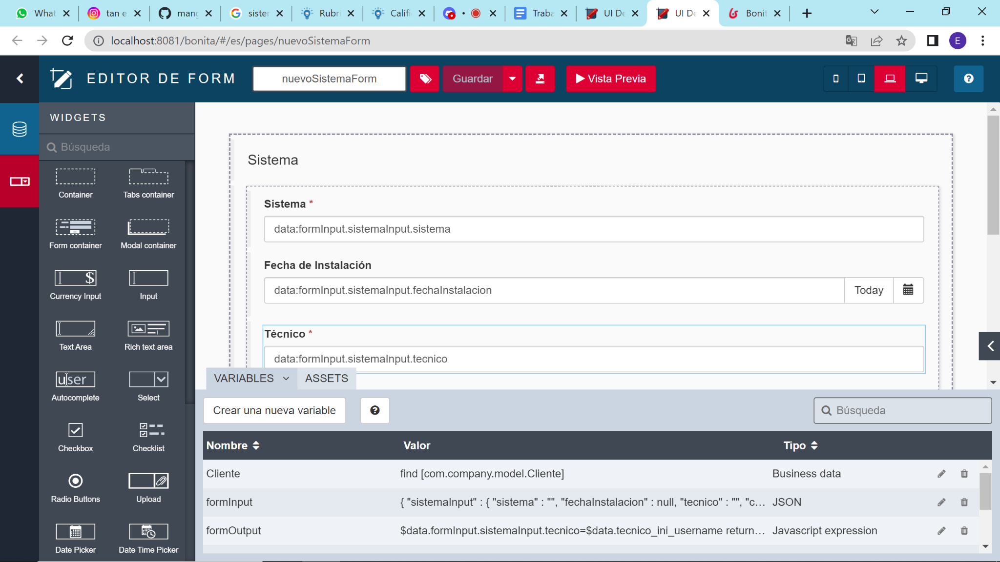 What
tan e
mang
sister
Rubri
Califi
Traba
UI De
UI De
Bonit
localhost:8081/bonita/#/es/pages/nuevoSistemaForm
E
EDITOR DE FORM
nuevoSistemaForm
Guardar
Vista Previa
WIDGETS
Búsqueda
Container
Tabs container
Form container
Modal container
$
Currency Input
Input
Text Area
Rich text area
user
Autocomplete
Select
Checkbox
Checklist
Radio Buttons
Upload
Date Picker
Date Time Picker
Sistema
Sistema *
data:formInput.sistemaInput.sistema
Fecha de Instalación
data:formInput.sistemaInput.fechaInstalacion
Today
Técnico *
data:formInput.sistemaInput.tecnico
VARIABLES
ASSETS
Crear una nueva variable
Búsqueda
Nombre Valor Tipo
Cliente find [com.company.model.Cliente] Business data
formInput { "sistemaInput" : { "sistema" : "", "fechaInstalacion" : null, "tecnico" : "", "c... JSON
formOutput $data.formInput.sistemaInput.tecnico=$data.tecnico_ini_username return... Javascript expression